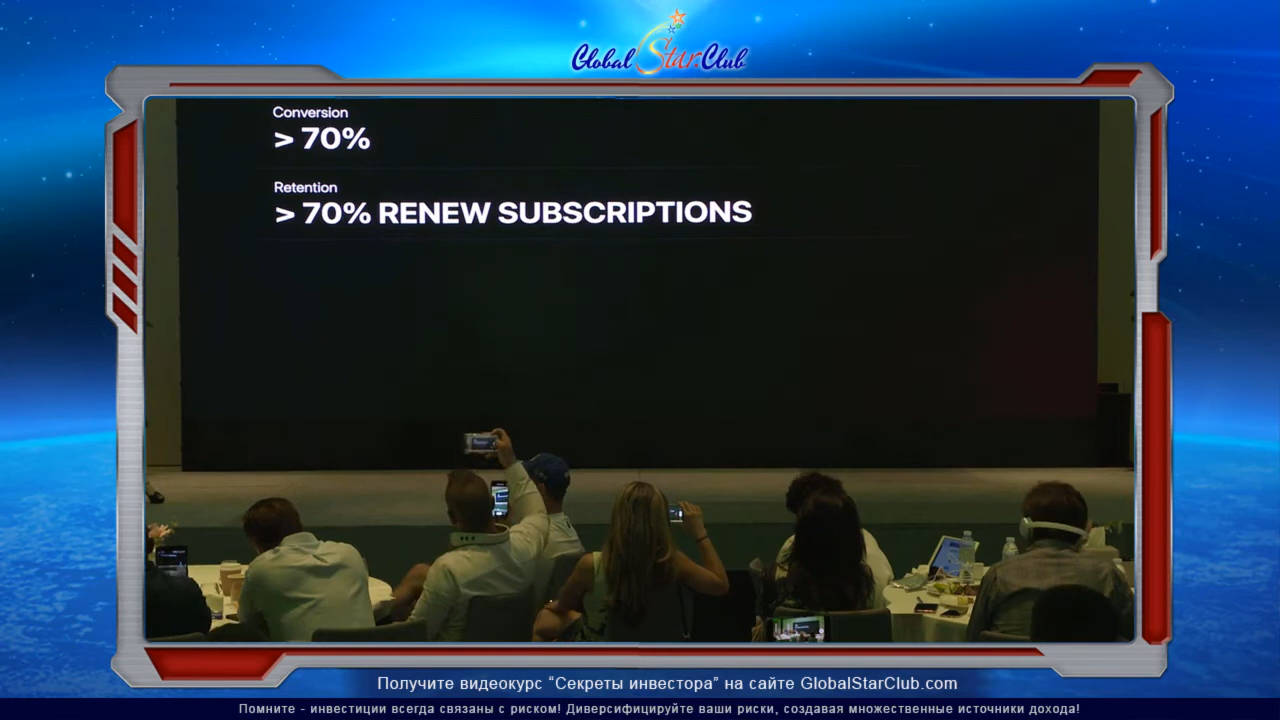 Global Star.Club
Conversion
> 70%
Retention
> 70% RENEW SUBSCRIPTIONS
Получите видеокурс “Секреты инвестора” на сайте GlobalStarClub.com
Помните - инвестиции всегда связаны с риском! Диверсифицируйте ваши риски, создавая множественные источники дохода!